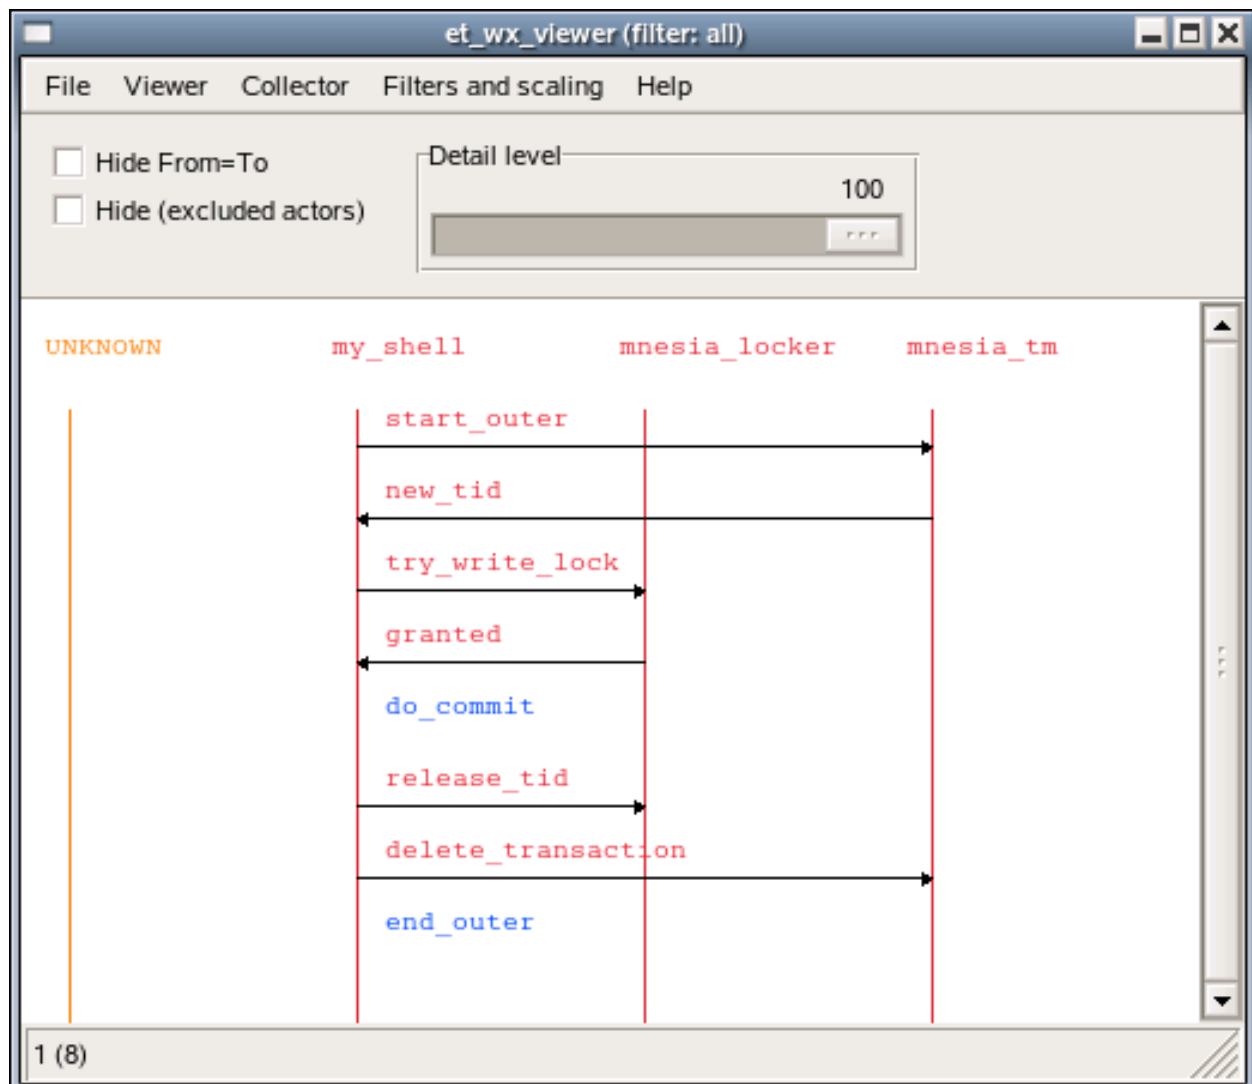 et_wx_viewer (filter: all)
File Viewer Collector Filters and scaling Help
Hide From=To
Hide (excluded actors)
Detail level
100
UNKNOWN my_shell mnesia_locker mnesia_tm
start_outer
new_tid
try_write_lock
granted
do_commit
release_tid
delete_transaction
end_outer
1 (8)